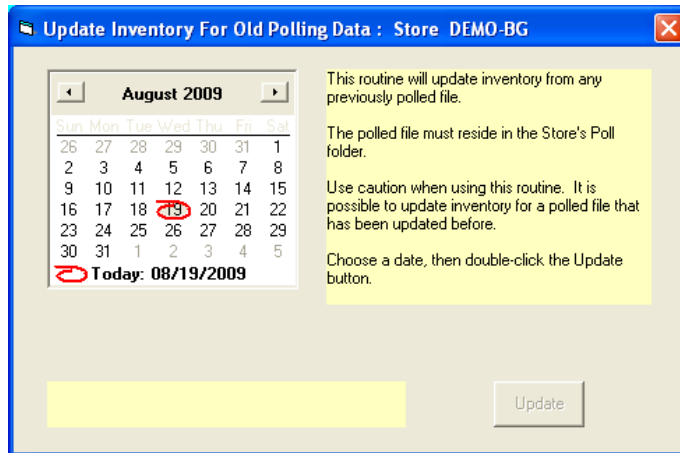 Update Inventory For Old Polling Data : Store DEMO-BG
August 2009
Sun Mon Tue Wed Thu Fri Sat
26 27 28 29 30 31 1
2 3 4 5 6 7 8
9 10 11 12 13 14 15
16 17 18 19 20 21 22
23 24 25 26 27 28 29
30 31 1 2 3 4 5
Today: 08/19/2009
This routine will update inventory from any
previously polled file.
The polled file must reside in the Store's Poll
folder.
Use caution when using this routine. It is
possible to update inventory for a polled file that
has been updated before.
Choose a date, then double-click the Update
button.
Update